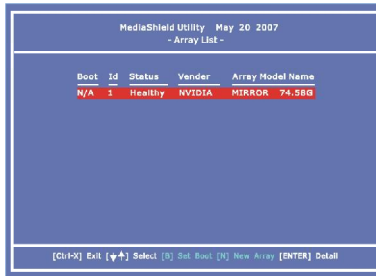 MediaShield Utility May 20 2007
- Array List -
Boot Id Status Vender Array Model Name
N/A 1 Healthy NVIDIA MIRROR 74.58G
[Ctrl-X] Exit [↓↑] Select [B] Set Boot [N] New Array [ENTER] Detail